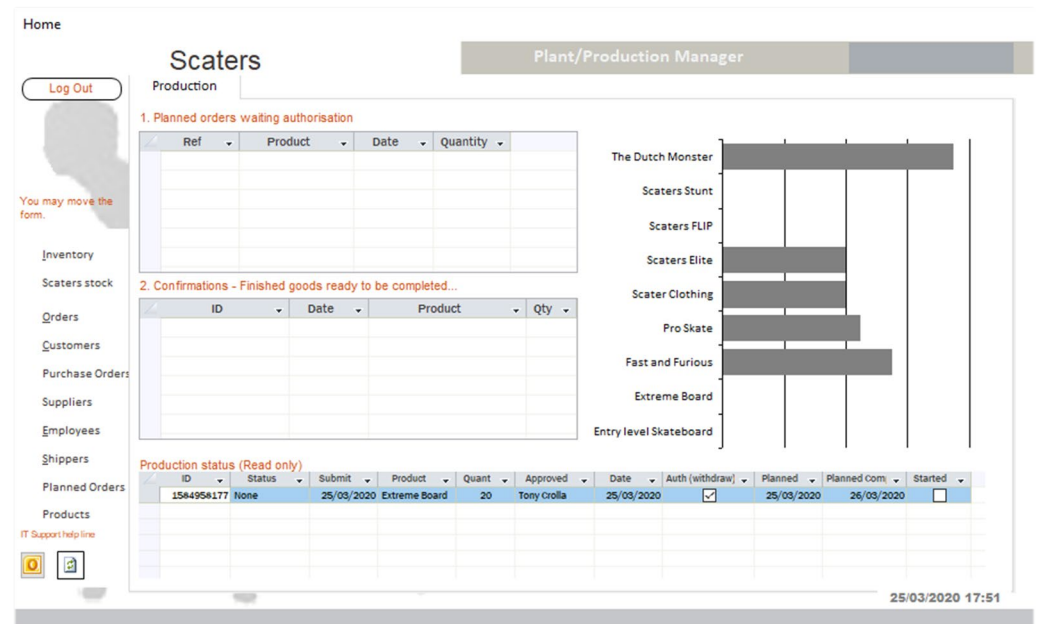 Home
Scaters
Plant/Production Manager
Log Out
Production
1. Planned orders waiting authorisation
Ref Product Date Quantity
You may move the
form.
Inventory
Scaters stock
Orders
Customers
Purchase Orders
Suppliers
Employees
Shippers
Planned Orders
Products
IT Support help line
2. Confirmations - Finished goods ready to be completed...
ID Date Product Qty
The Dutch Monster
Scaters Stunt
Scaters FLIP
Scaters Elite
Scater Clothing
Pro Skate
Fast and Furious
Extreme Board
Entry level Skateboard
Production status (Read only)
ID Status Submit Product Quant Approved Date Auth (withdraw) Planned Planned Com Started
1584958177 None 25/03/2020 Extreme Board 20 Tony Crolla 25/03/2020 25/03/2020 26/03/2020
25/03/2020 17:51